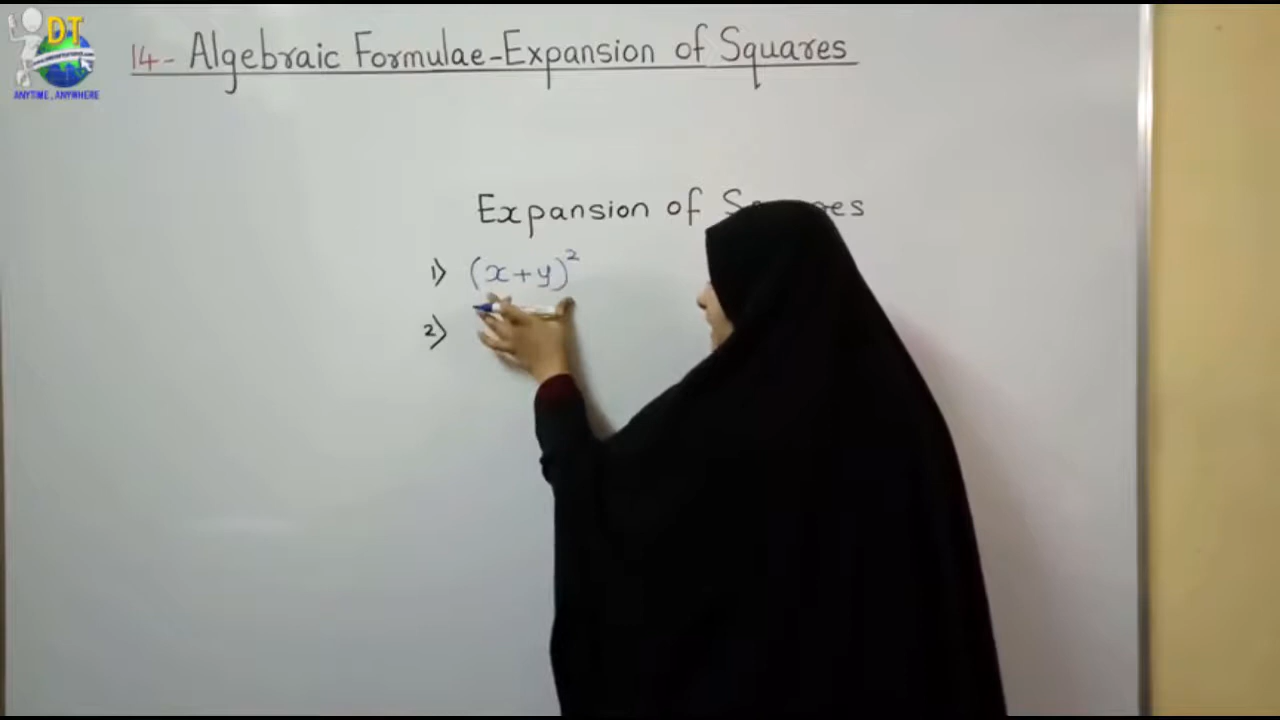 DT
ANYTIME, ANYWHERE
14- Algebraic Formulae-Expansion of Squares
Expansion of
1) (x+y)²
2)